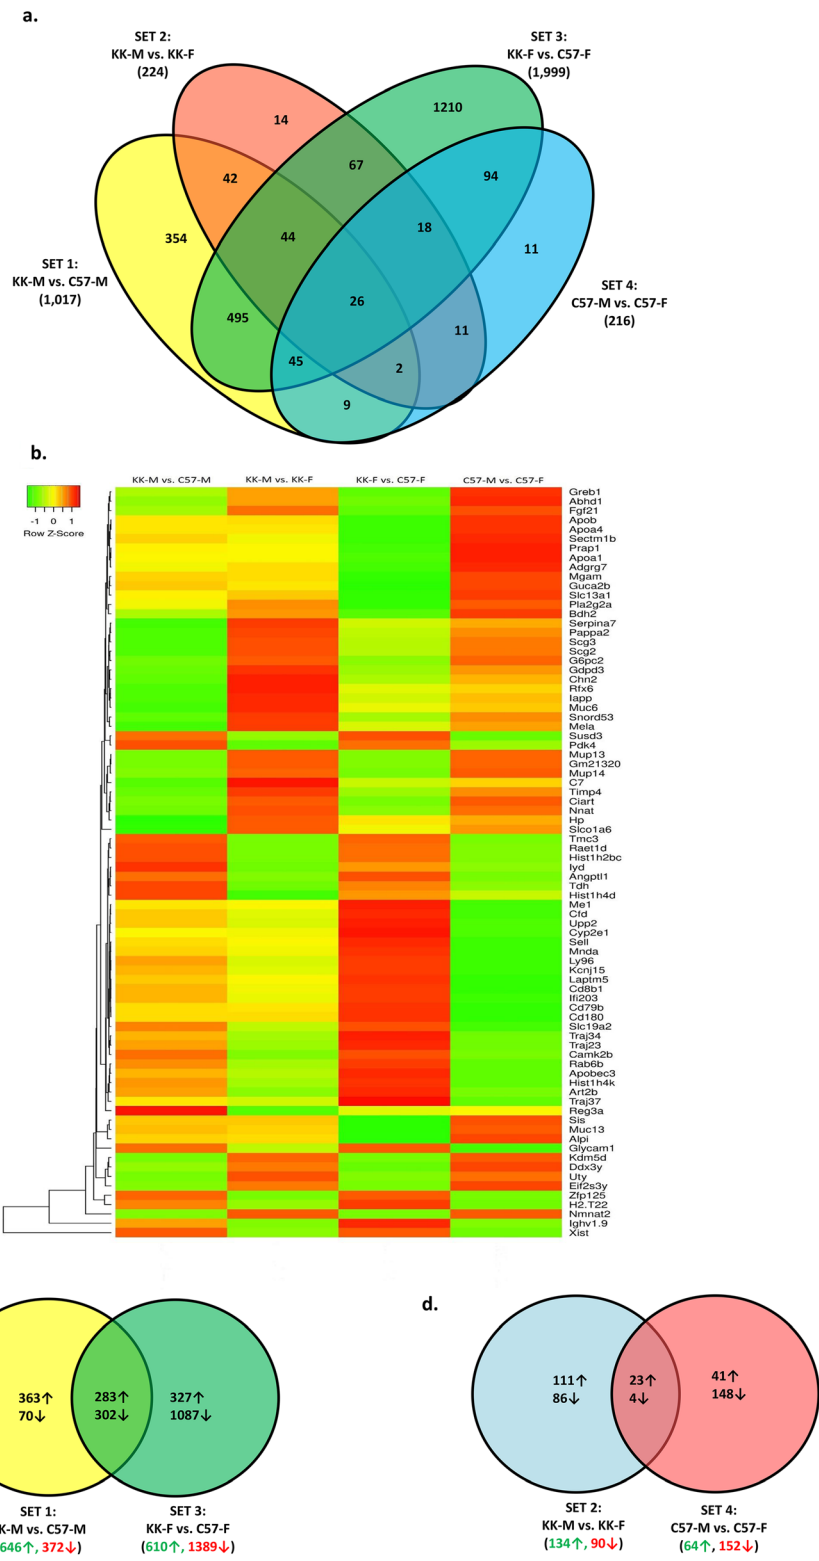 a.
SET 2:
KK-M vs. KK-F
(224)
SET 3:
KK-F vs. C57-F
(1,999)
SET 1:
KK-M vs. C57-M
(1,017)
SET 4:
C57-M vs. C57-F
(216)
14
1210
42
67
94
354
44
18
11
495
26
11
45
2
9
b.
KK-M vs. C57-M
KK-M vs. KK-F
KK-F vs. C57-F
C57-M vs. C57-F
-1 0 1
Row Z-Score
Greb1
Abhd1
Fgf21
Apob
Apoa4
Sectm1b
Prap1
Apoa1
Adgrg7
Mgam
Guca2b
Slc13a1
Pla2g2a
Bdh2
Serpina7
Pappa2
Scg3
Scg2
G6pc2
Gdpd3
Chn2
Rfx6
Iapp
Muc6
Snord53
Mela
Susd3
Pdk4
Mup13
Gm21320
Mup14
C7
Timp4
Ciart
Nnat
Hp
Slco1a6
Tmc3
Raet1d
Hist1h2bc
Iyd
Angptl1
Tdh
Hist1h4d
Me1
Cfd
Upp2
Cyp2e1
Sell
Mnda
Ly96
Kcnj15
Laptm5
Cd8b1
Ifi203
Cd79b
Cd180
Slc19a2
Traj34
Traj23
Camk2b
Rab6b
Apobec3
Hist1h4k
Art2b
Traj37
Reg3a
Sis
Muc13
Alpi
Glycam1
Kdm5d
Ddx3y
Uty
Eif2s3y
Zfp125
H2.T22
Nmnat2
Ighv1.9
Xist
363↑
70↓
283↑
302↓
327↑
1087↓
SET 1:
K-M vs. C57-M
646↑, 372↓)
SET 3:
KK-F vs. C57-F
(610↑, 1389↓)
d.
111↑
86↓
23↑
4↓
41↑
148↓
SET 2:
KK-M vs. KK-F
(134↑, 90↓)
SET 4:
C57-M vs. C57-F
(64↑, 152↓)